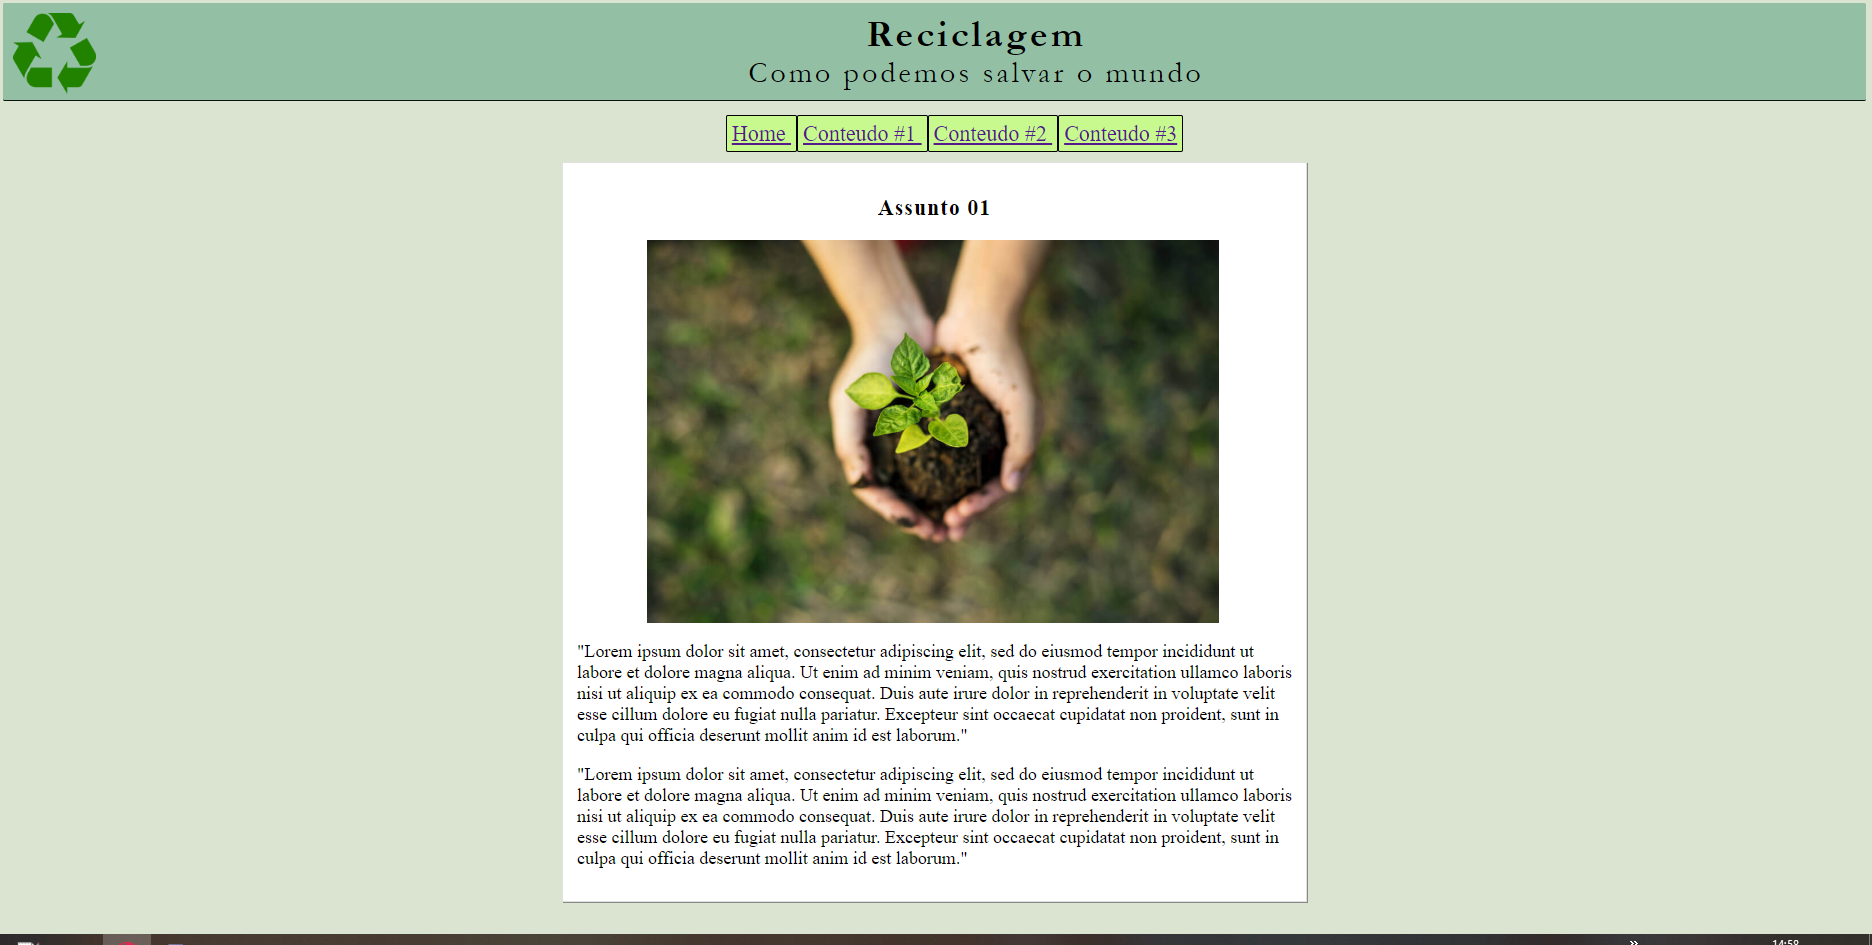 Reciclagem
Como podemos salvar o mundo
Home Conteudo #1 Conteudo #2 Conteudo #3
Assunto 01
"Lorem ipsum dolor sit amet, consectetur adipiscing elit, sed do eiusmod tempor incididunt ut
labore et dolore magna aliqua. Ut enim ad minim veniam, quis nostrud exercitation ullamco laboris
nisi ut aliquip ex ea commodo consequat. Duis aute irure dolor in reprehenderit in voluptate velit
esse cillum dolore eu fugiat nulla pariatur. Excepteur sint occaecat cupidatat non proident, sunt in
culpa qui officia deserunt mollit anim id est laborum."
"Lorem ipsum dolor sit amet, consectetur adipiscing elit, sed do eiusmod tempor incididunt ut
labore et dolore magna aliqua. Ut enim ad minim veniam, quis nostrud exercitation ullamco laboris
nisi ut aliquip ex ea commodo consequat. Duis aute irure dolor in reprehenderit in voluptate velit
esse cillum dolore eu fugiat nulla pariatur. Excepteur sint occaecat cupidatat non proident, sunt in
culpa qui officia deserunt mollit anim id est laborum."